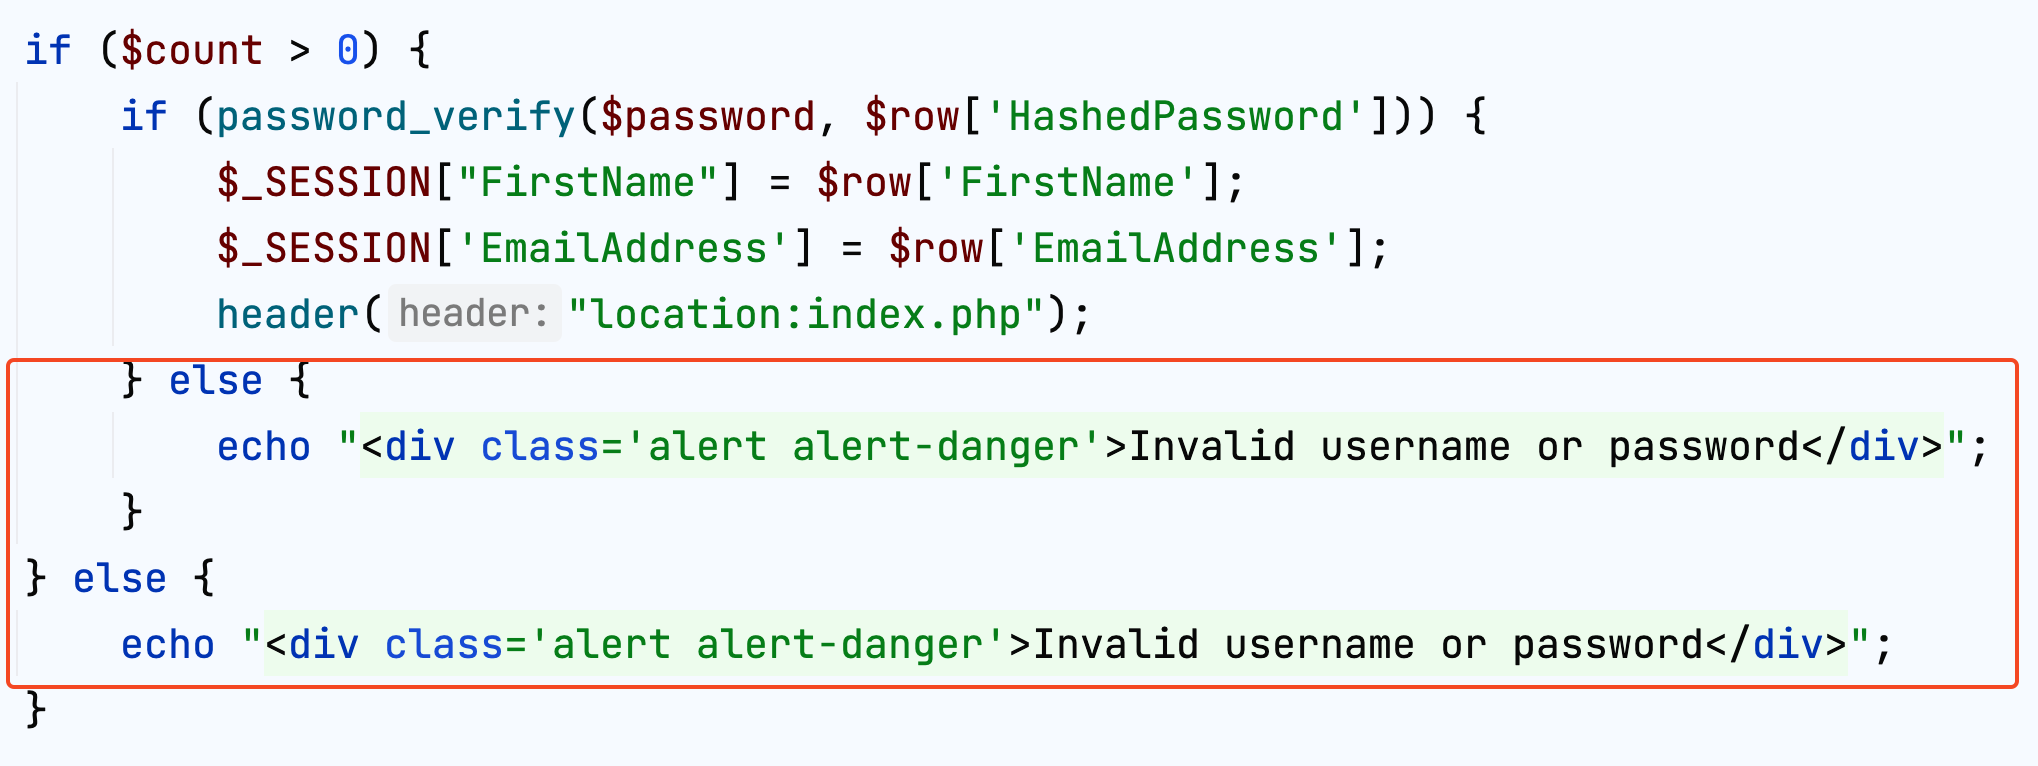 if ($count > 0) {
    if (password_verify($password, $row['HashedPassword'])) {
        $_SESSION["FirstName"] = $row['FirstName'];
        $_SESSION['EmailAddress'] = $row['EmailAddress'];
        header( header: "location:index.php");
    } else {
        echo "<div class='alert alert-danger'>Invalid username or password</div>";
    }
} else {
    echo "<div class='alert alert-danger'>Invalid username or password</div>";
}